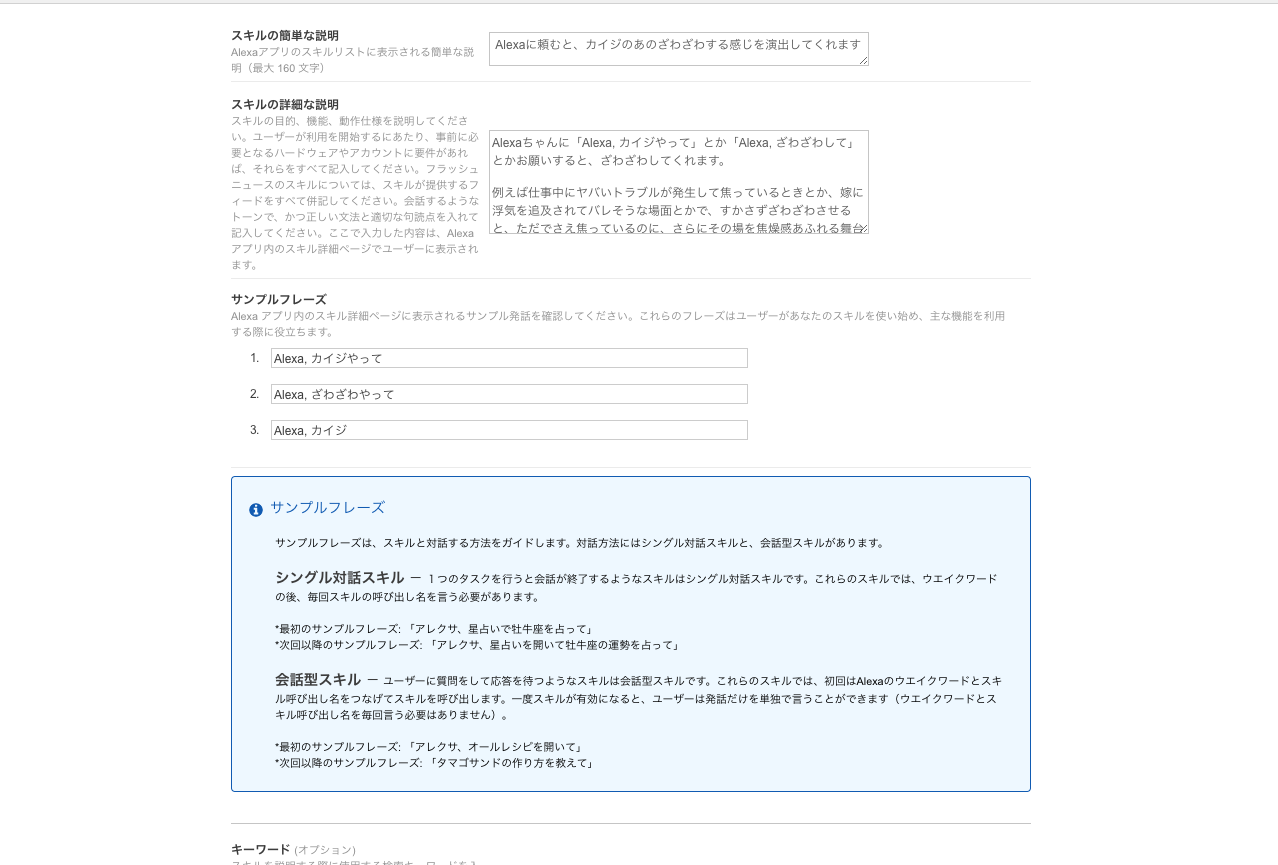 スキルの簡単な説明
Alexaアプリのスキルリストに表示される簡単な説
明（最大 160 文字）
Alexaに頼むと、カイジのあのざわざわする感じを演出してくれます
スキルの詳細な説明
スキルの目的、機能、動作仕様を説明してくださ
い。ユーザーが利用を開始するにあたり、事前に必
要となるハードウェアやアカウントに要件があれ
ば、それらをすべて記入してください。フラッシュ
ニュースのスキルについては、スキルが提供するフ
ィードをすべて併記してください。会話するような
トーンで、かつ正しい文法と適切な句読点を入れて
記入してください。ここで入力した内容は、Alexa
アプリ内のスキル詳細ページでユーザーに表示され
ます。
Alexaちゃんに「Alexa, カイジやって」とか「Alexa, ざわざわして」
とかお願いすると、ざわざわしてくれます。
例えば仕事中にヤバいトラブルが発生して焦っているときとか、嫁に
浮気を追及されてバレそうな場面とかで、すかさずざわざわさせる
と、ただでさえ焦っているのに、さらにその場を焦燥感あふれる舞台
サンプルフレーズ
Alexa アプリ内のスキル詳細ページに表示されるサンプル発話を確認してください。これらのフレーズはユーザーがあなたのスキルを使い始め、主な機能を利用
する際に役立ちます。
1. Alexa, カイジやって
2. Alexa, ざわざわやって
3. Alexa, カイジ
サンプルフレーズ
サンプルフレーズは、スキルと対話する方法をガイドします。対話方法にはシングル対話スキルと、会話型スキルがあります。
シングル対話スキル － １つのタスクを行うと会話が終了するようなスキルはシングル対話スキルです。これらのスキルでは、ウエイクワード
の後、毎回スキルの呼び出し名を言う必要があります。
*最初のサンプルフレーズ: 「アレクサ、星占いで牡牛座を占って」
*次回以降のサンプルフレーズ: 「アレクサ、星占いを開いて牡牛座の運勢を占って」
会話型スキル － ユーザーに質問をして応答を待つようなスキルは会話型スキルです。これらのスキルでは、初回はAlexaのウエイクワードとスキ
ル呼び出し名をつなげてスキルを呼び出します。一度スキルが有効になると、ユーザーは発話だけを単独で言うことができます（ウエイクワードとス
キル呼び出し名を毎回言う必要はありません）。
*最初のサンプルフレーズ: 「アレクサ、オールレシピを開いて」
*次回以降のサンプルフレーズ: 「タマゴサンドの作り方を教えて」
キーワード (オプション)
スキルを説明する際に使用する検索キーワードを入